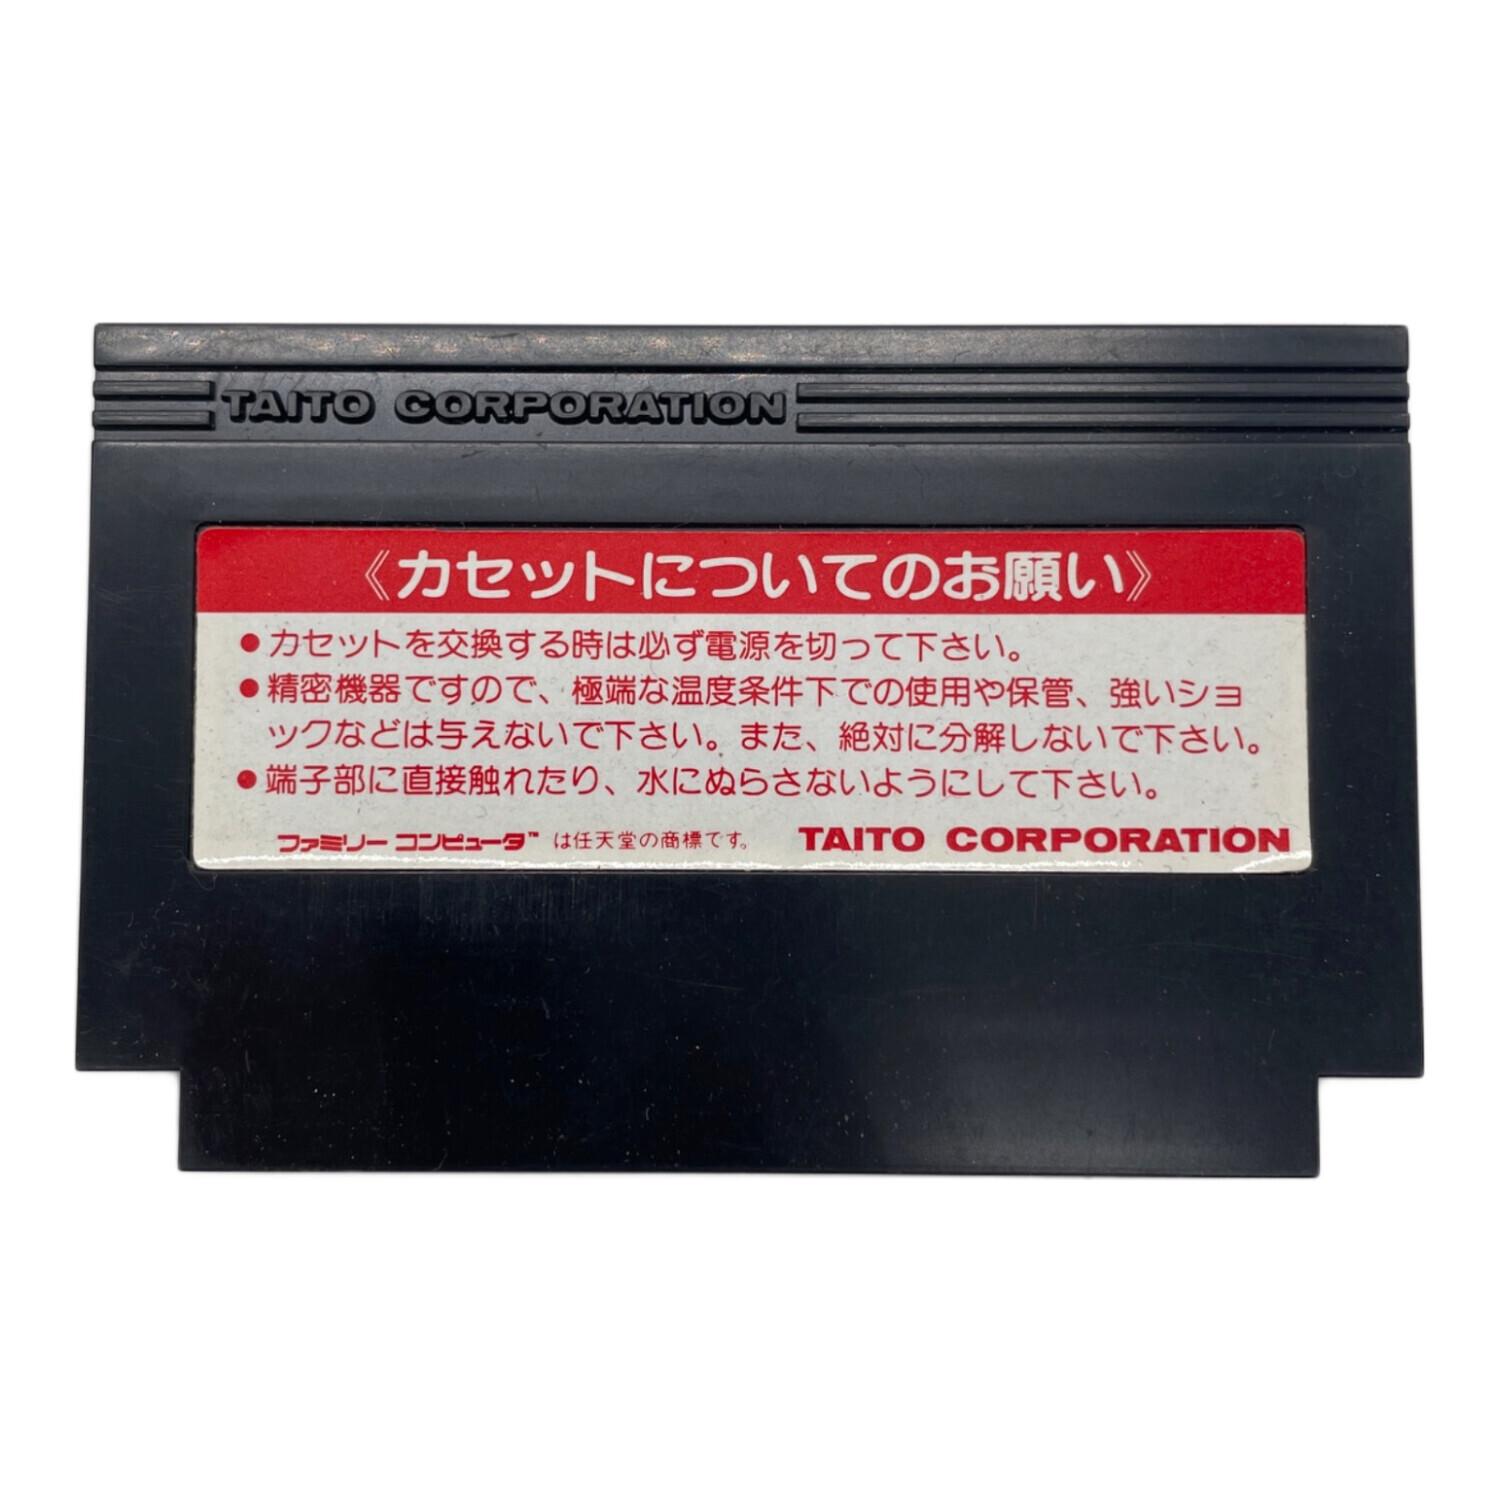 TAITO CORPORATION
《カセットについてのお願い》
●カセットを交換する時は必ず電源を切って下さい。
●精密機器ですので、極端な温度条件下での使用や保管、強いショ
ックなどは与えないで下さい。また、絶対に分解しないで下さい。
●端子部に直接触れたり、水にぬらさないようにして下さい。
ファミリーコンピュータ™は任天堂の商標です。 TAITO CORPORATION